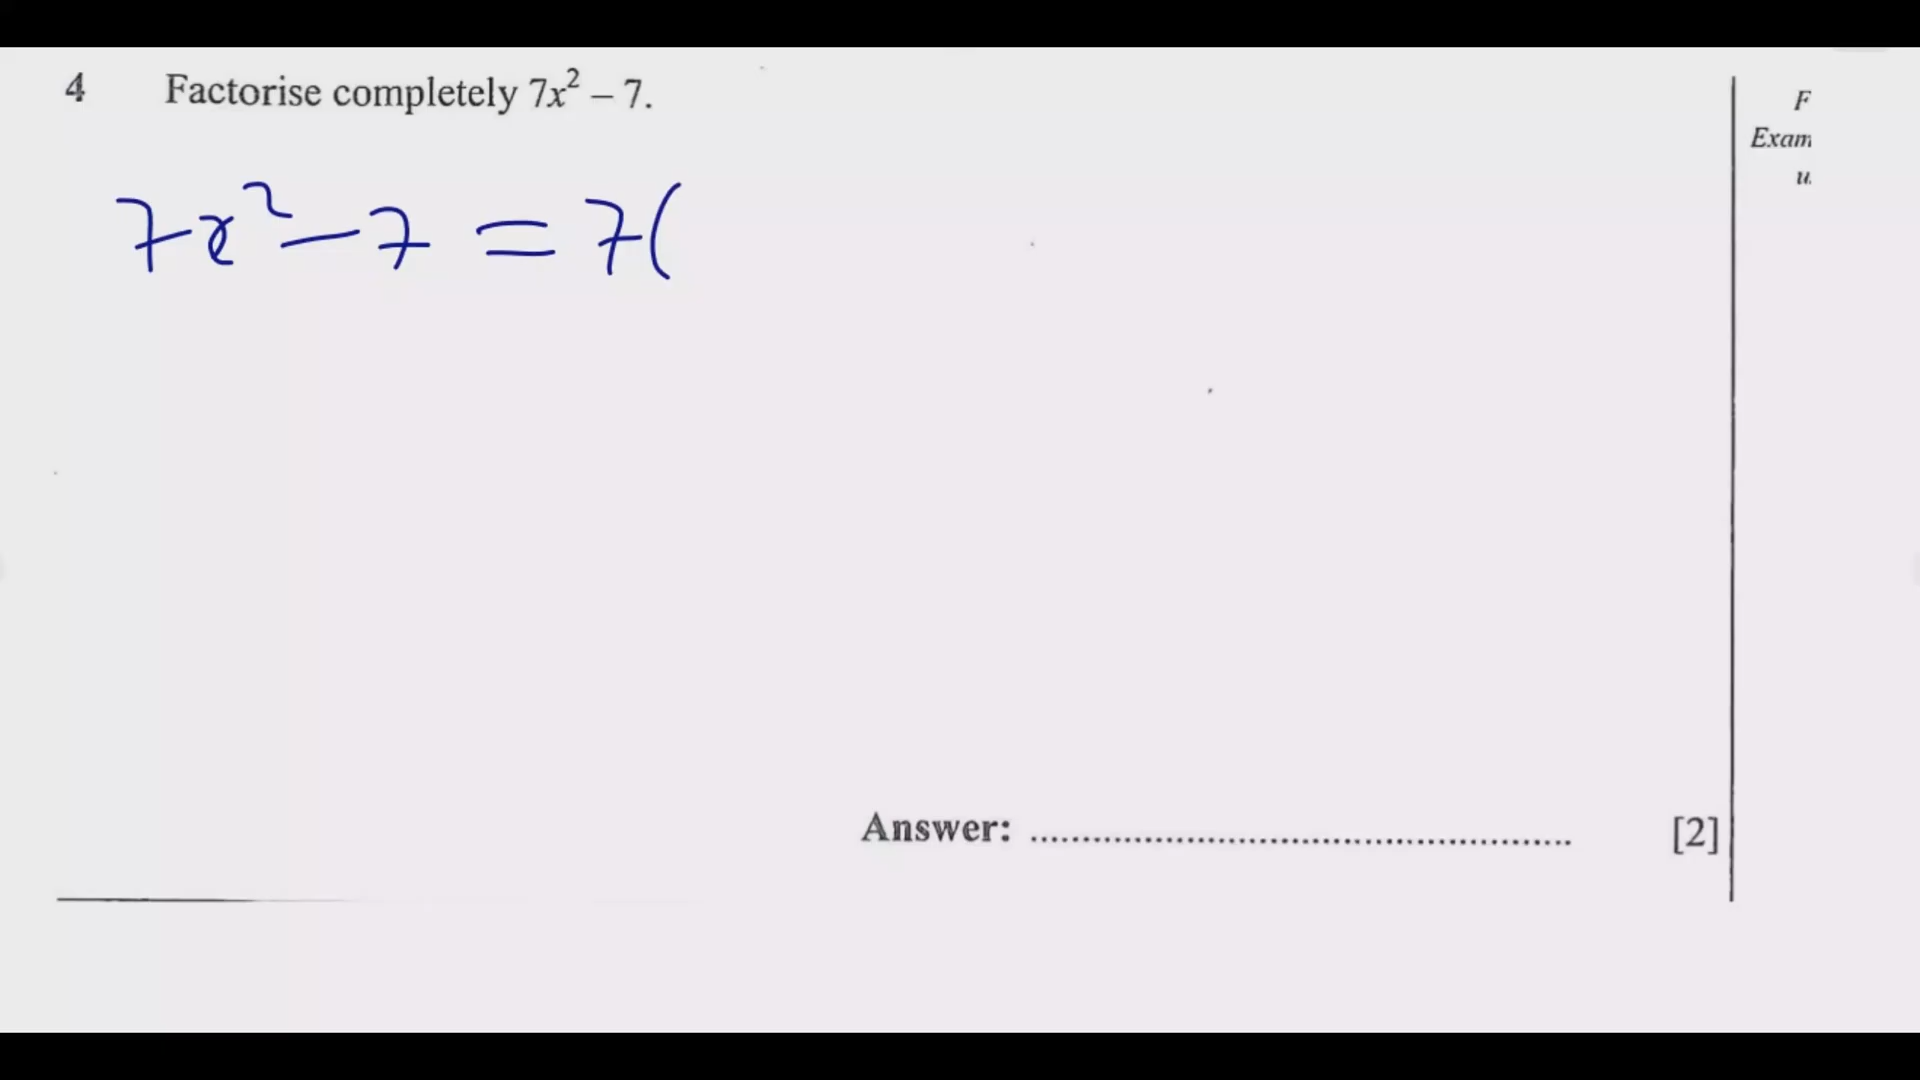 4 Factorise completely 7x² – 7.
F
Exam
u
7x² – 7 = 7(
Answer: ........................................................ [2]